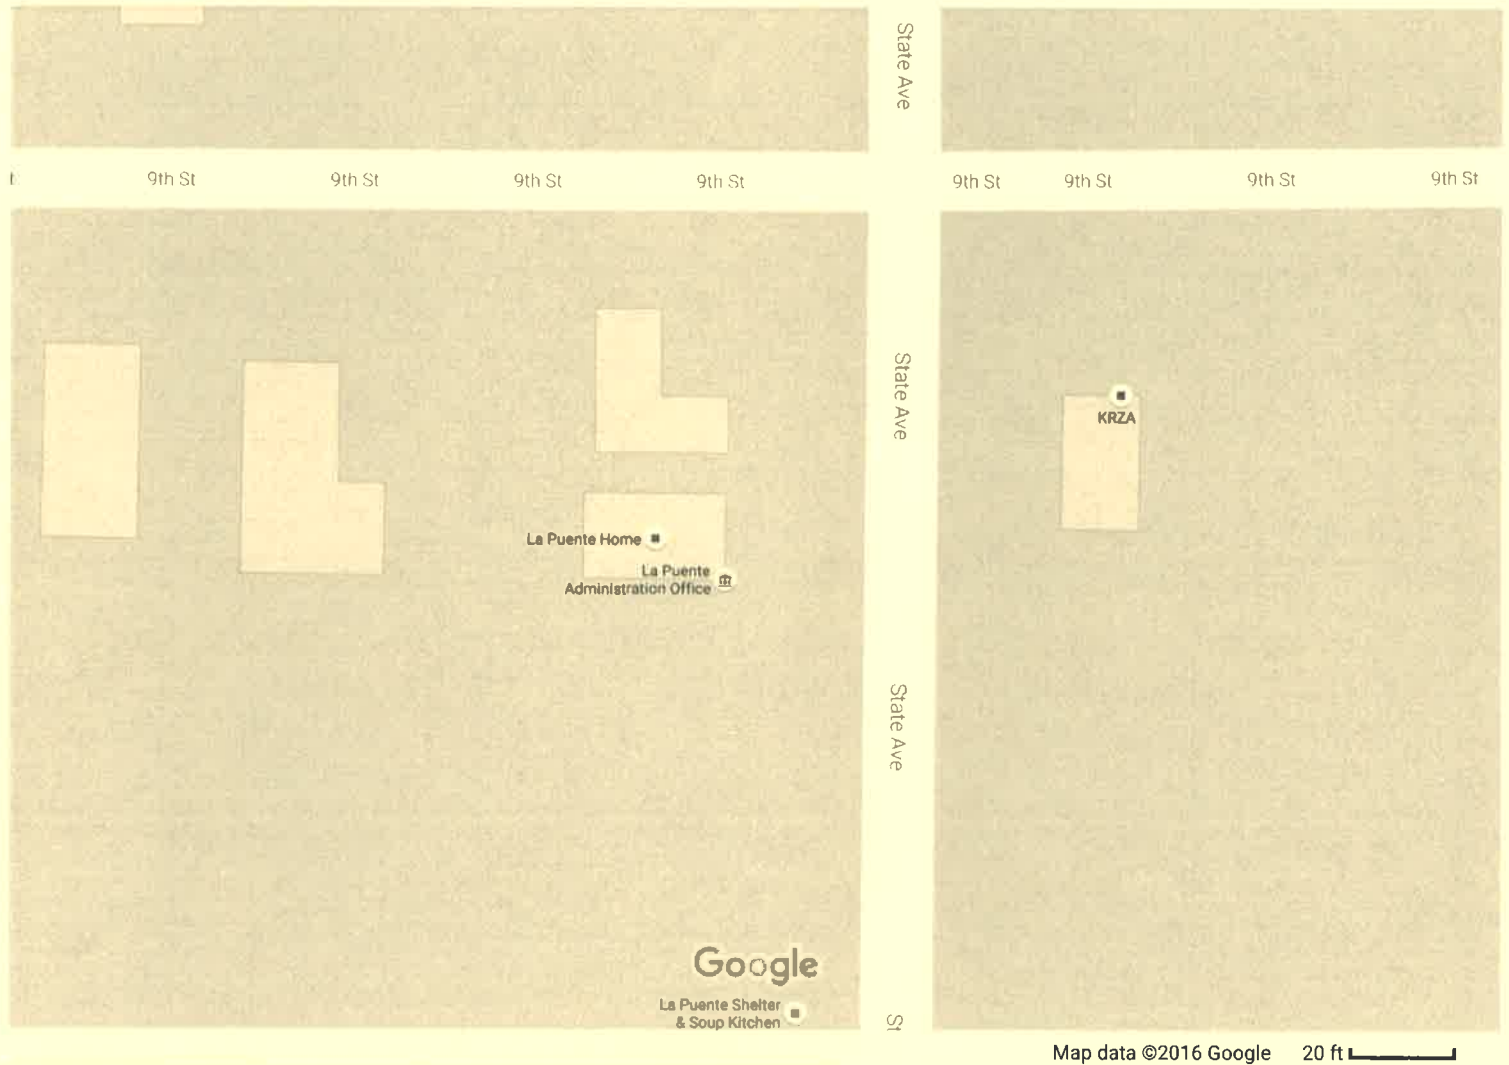 State Ave
9th St
9th St
9th St
9th St
9th St
9th St
9th St
9th St
State Ave
KRZA
La Puente Home
La Puente
Administration Office
State Ave
Google
La Puente Shelter
& Soup Kitchen
St
Map data ©2016 Google 20 ft